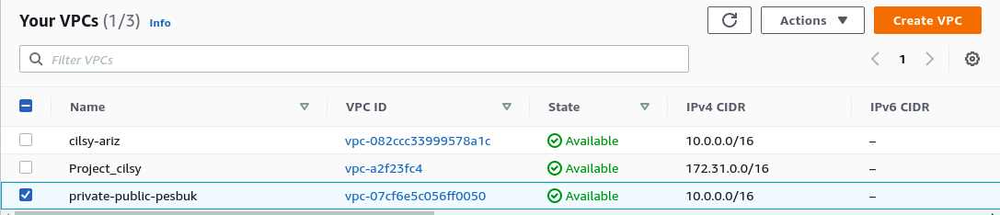 Your VPCs (1/3) Info Actions Create VPC
Filter VPCs 1
Name VPC ID State IPv4 CIDR IPv6 CIDR
cilsy-ariz vpc-082ccc33999578a1c Available 10.0.0.0/16 –
Project_cilsy vpc-a2f23fc4 Available 172.31.0.0/16 –
private-public-pesbuk vpc-07cf6e5c056ff0050 Available 10.0.0.0/16 –